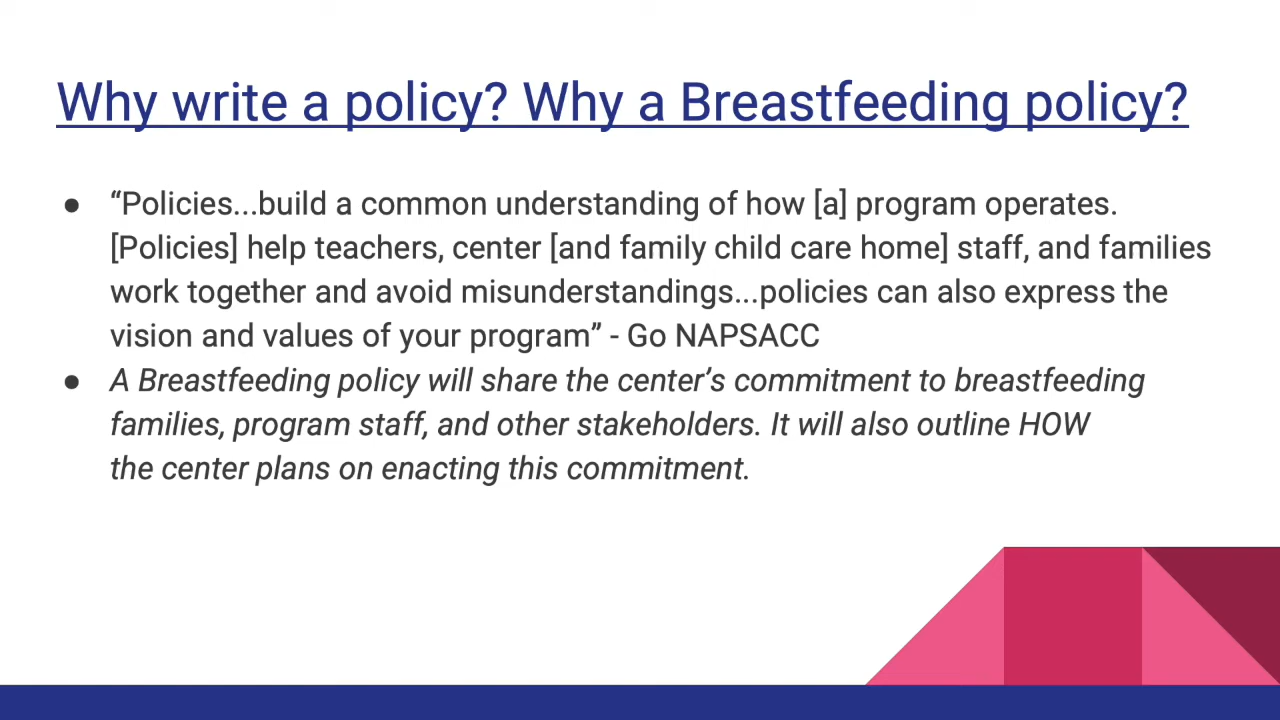 Why write a policy? Why a Breastfeeding policy?
● “Policies...build a common understanding of how [a] program operates.
[Policies] help teachers, center [and family child care home] staff, and families
work together and avoid misunderstandings...policies can also express the
vision and values of your program” - Go NAPSACC
● A Breastfeeding policy will share the center’s commitment to breastfeeding
families, program staff, and other stakeholders. It will also outline HOW
the center plans on enacting this commitment.